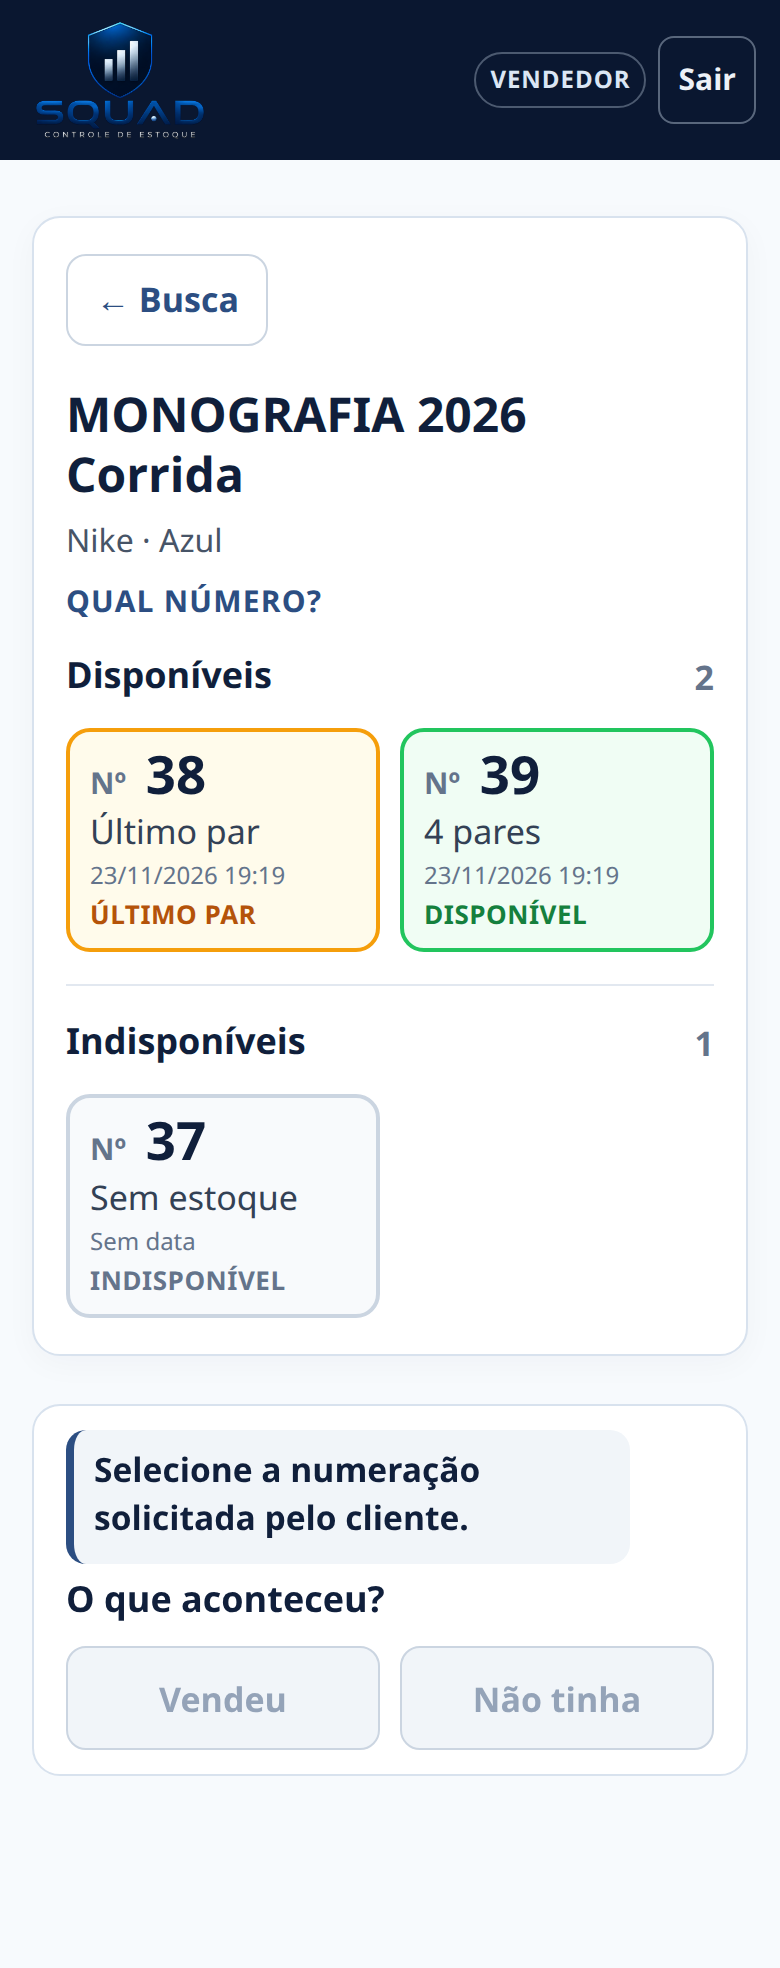 SQUAD
CONTROLE DE ESTOQUE
VENDEDOR
Sair
← Busca
MONOGRAFIA 2026
Corrida
Nike · Azul
QUAL NÚMERO?
Disponíveis 2
Nº 38
Último par
23/11/2026 19:19
ÚLTIMO PAR
Nº 39
4 pares
23/11/2026 19:19
DISPONÍVEL
Indisponíveis 1
Nº 37
Sem estoque
Sem data
INDISPONÍVEL
Selecione a numeração
solicitada pelo cliente.
O que aconteceu?
Vendeu
Não tinha